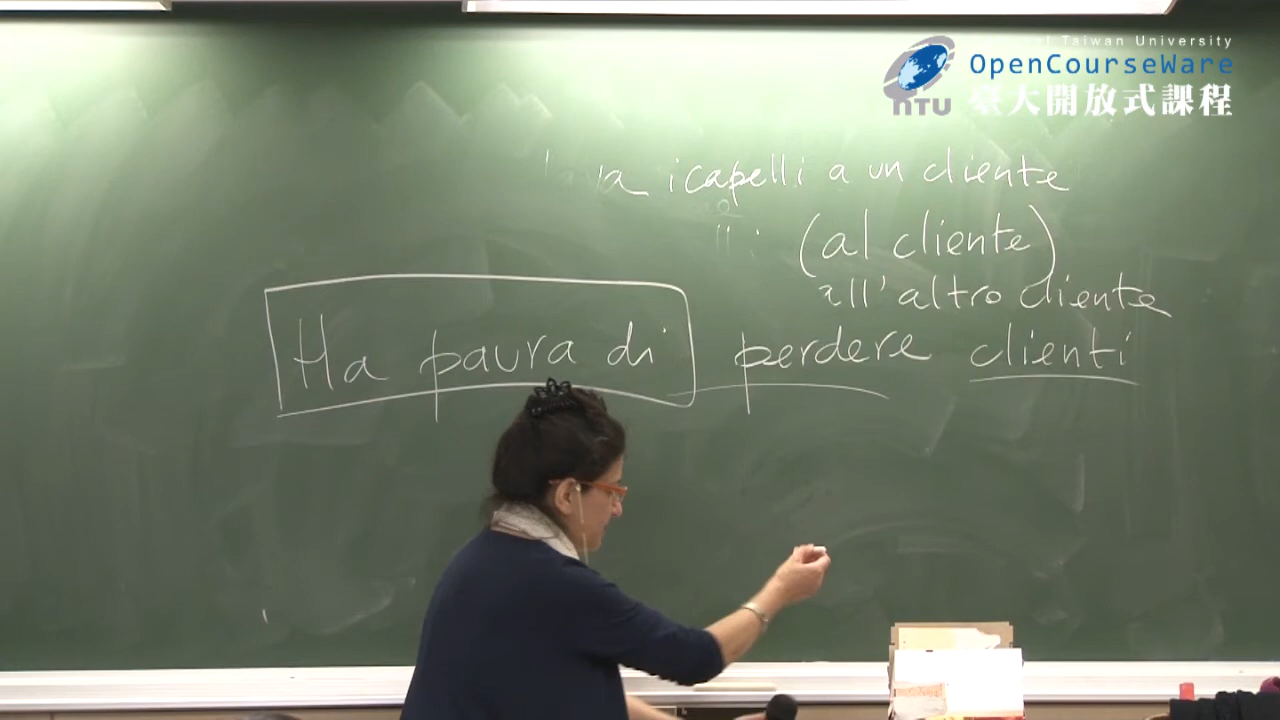 Taiwan University
OpenCourseWare
NTU
臺大開放式課程
i capelli a un cliente
(al cliente)
all'altro cliente
Ha paura di perdere clienti